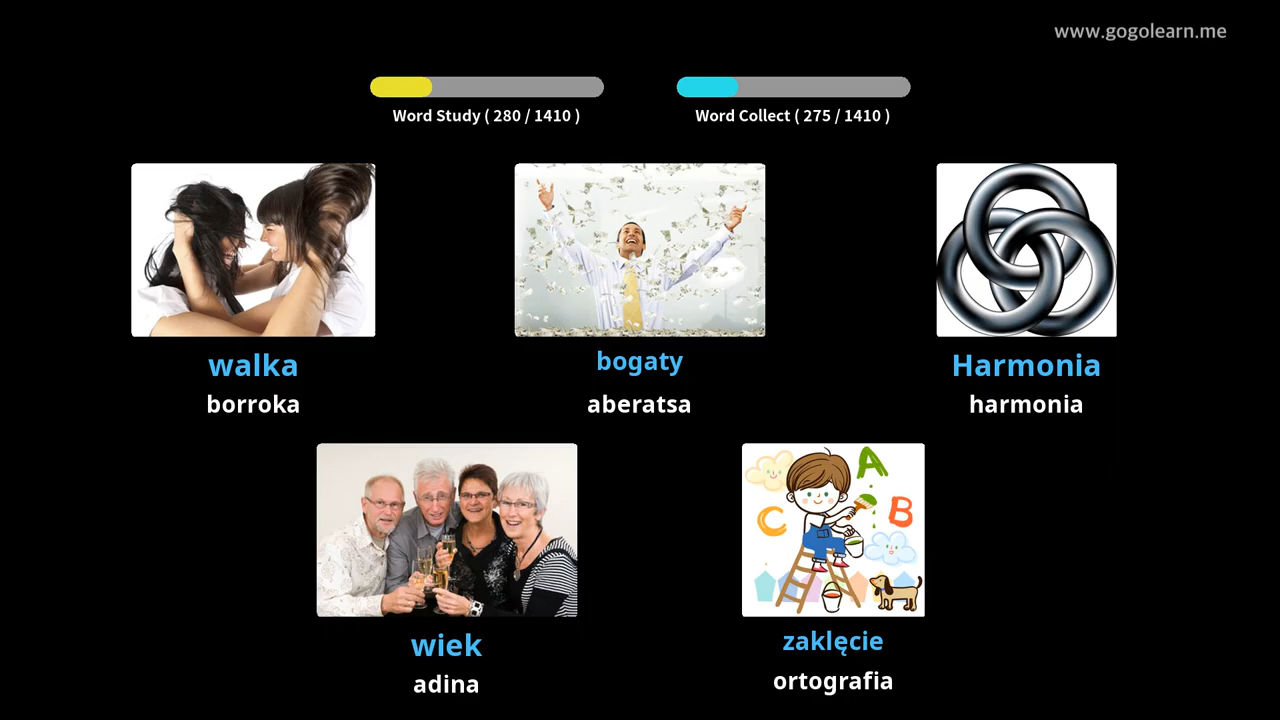 www.gogolearn.me
Word Study ( 280 / 1410 )
Word Collect ( 275 / 1410 )
walka
borroka
bogaty
aberatsa
Harmonia
harmonia
A
B
C
wiek
adina
zaklęcie
ortografia